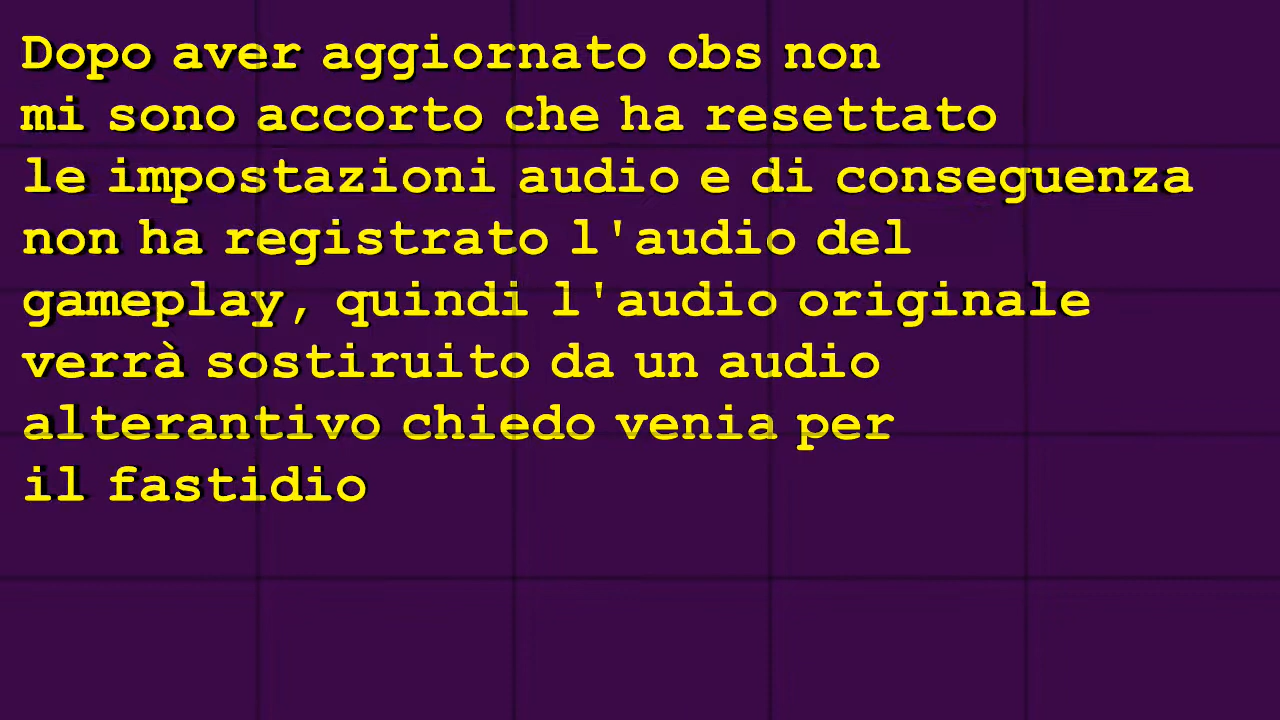 Dopo aver aggiornato obs non
mi sono accorto che ha resettato
le impostazioni audio e di conseguenza
non ha registrato l'audio del
gameplay, quindi l'audio originale
verrà sostiruito da un audio
alterantivo chiedo venia per
il fastidio